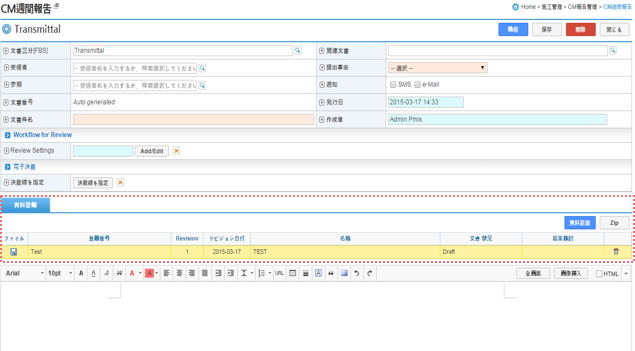 CM週間報告
Home > 施工管理 > CM報告管理 > CM週間報告
Transmittal
発信 保存 削除 閉じる
文書区分[FBS] Transmittal 関連文書
受信者 -- 受信者名を入力するか、照察選択してください 提出事由 -- 選択 --
参照 -- 受信者名を入力するか、照察選択してください 通知 SMS e-Mail
文書番号 Auto generated 発行日 2015-03-17 14:33
文書件名 作成者 Admin Pmis
Workflow for Review
Review Settings Add/Edit
電子決裁
決裁線を指定 決裁線を指定
資料登録
資料追加 Zip
ファイル 登録番号 Revision リビジョン日付 名称 文書 状況 結果検討
Test 1 2015-03-17 TEST Draft
Arial 10pt A A A W A A URL A 全画面 画像挿入 HTML